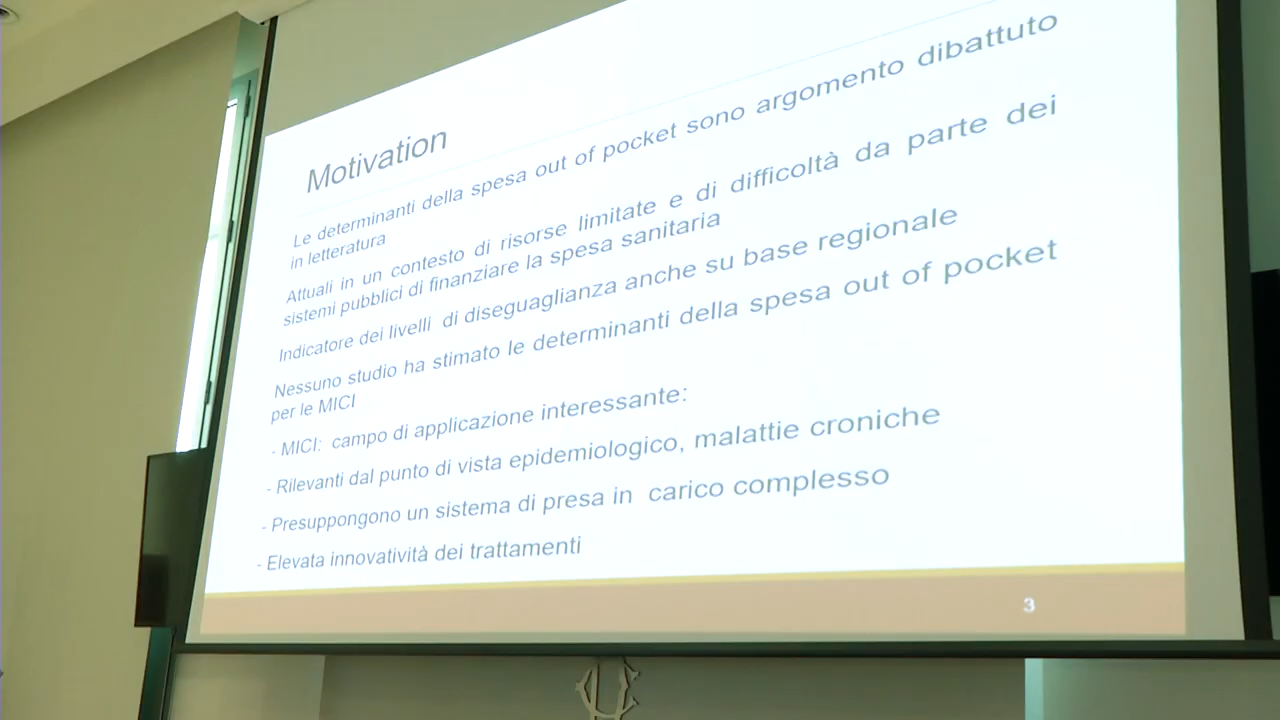 Motivation
Le determinanti della spesa out of pocket sono argomento dibattuto
in letteratura
Attuali in un contesto di risorse limitate e di difficoltà da parte dei
sistemi pubblici di finanziare la spesa sanitaria
Indicatore dei livelli di diseguaglianza anche su base regionale
Nessuno studio ha stimato le determinanti della spesa out of pocket
per le MICI
- MICI: campo di applicazione interessante:
- Rilevanti dal punto di vista epidemiologico, malattie croniche
- Presuppongono un sistema di presa in carico complesso
- Elevata innovatività dei trattamenti
3